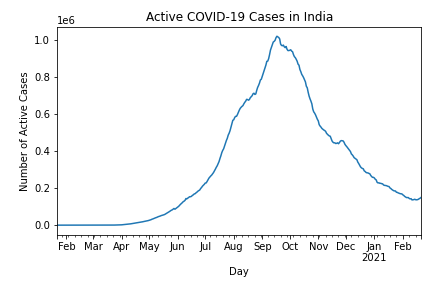 Active COVID-19 Cases in India
1e6
1.0
0.8
0.6
0.4
0.2
0.0
Number of Active Cases
Feb Mar Apr May Jun Jul Aug Sep Oct Nov Dec Jan Feb
2021
Day